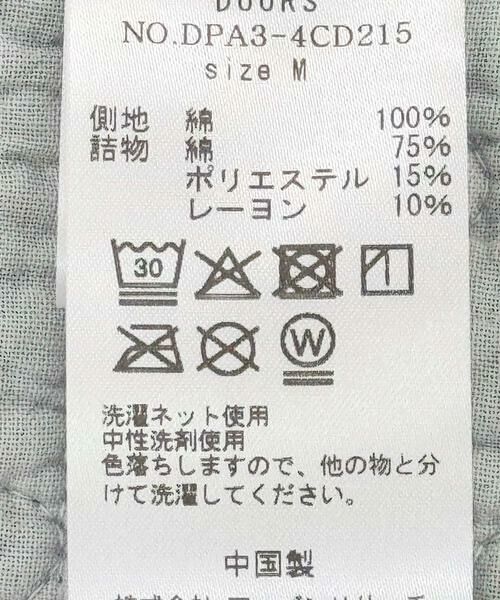 DOORS
NO.DPA3-4CD215
size M
側地 綿 100%
詰物 綿 75%
ポリエステル 15%
レーヨン 10%
30
W
洗濯ネット使用
中性洗剤使用
色落ちしますので、他の物と分
けて洗濯してください。
中国製